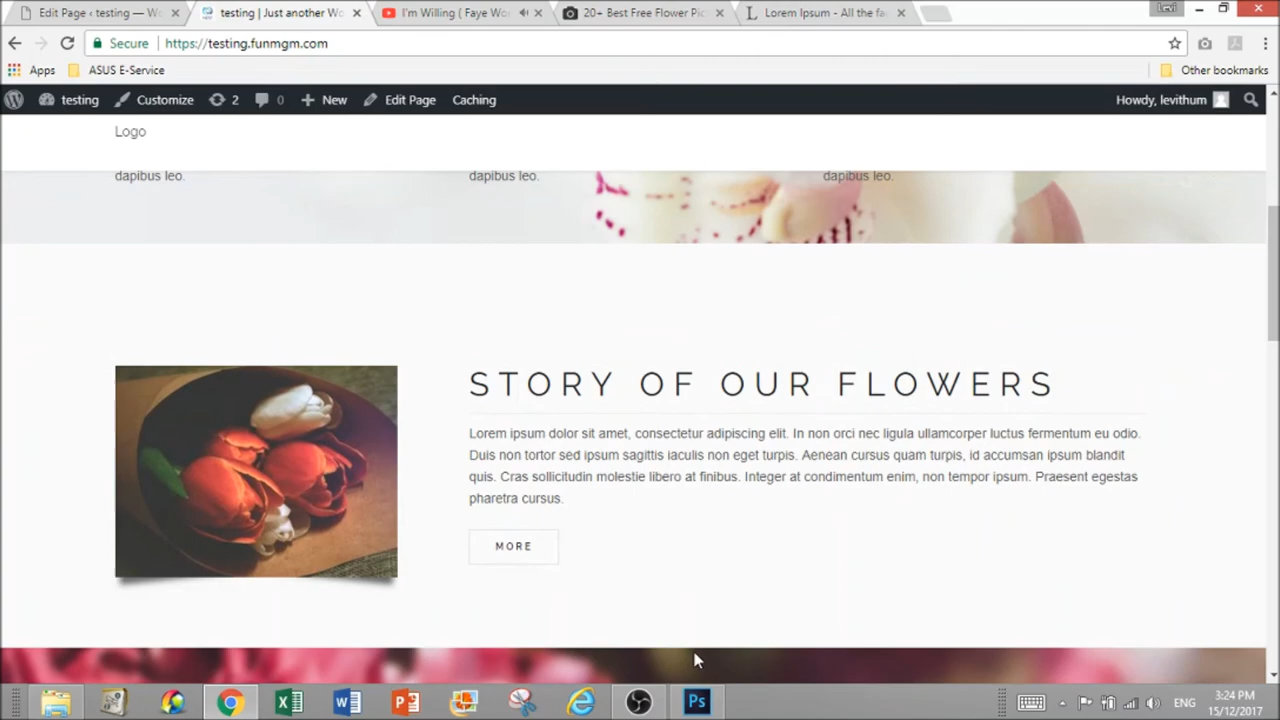 Edit Page ‹ testing — Wo
testing | Just another Wo
I'm Willing ( Faye Wo
20+ Best Free Flower Pic
Lorem Ipsum - All the fa
Levi
Secure
https://testing.funmgm.com
Apps
ASUS E-Service
Other bookmarks
testing
Customize
2
0
New
Edit Page
Caching
Howdy, levithum
Logo
dapibus leo.
dapibus leo.
dapibus leo.
STORY OF OUR FLOWERS
Lorem ipsum dolor sit amet, consectetur adipiscing elit. In non orci nec ligula ullamcorper luctus fermentum eu odio.
Duis non tortor sed ipsum sagittis iaculis non eget turpis. Aenean cursus quam turpis, id accumsan ipsum blandit
quis. Cras sollicitudin molestie libero at finibus. Integer at condimentum enim, non tempor ipsum. Praesent egestas
pharetra cursus.
MORE
Ps
ENG
3:24 PM
15/12/2017